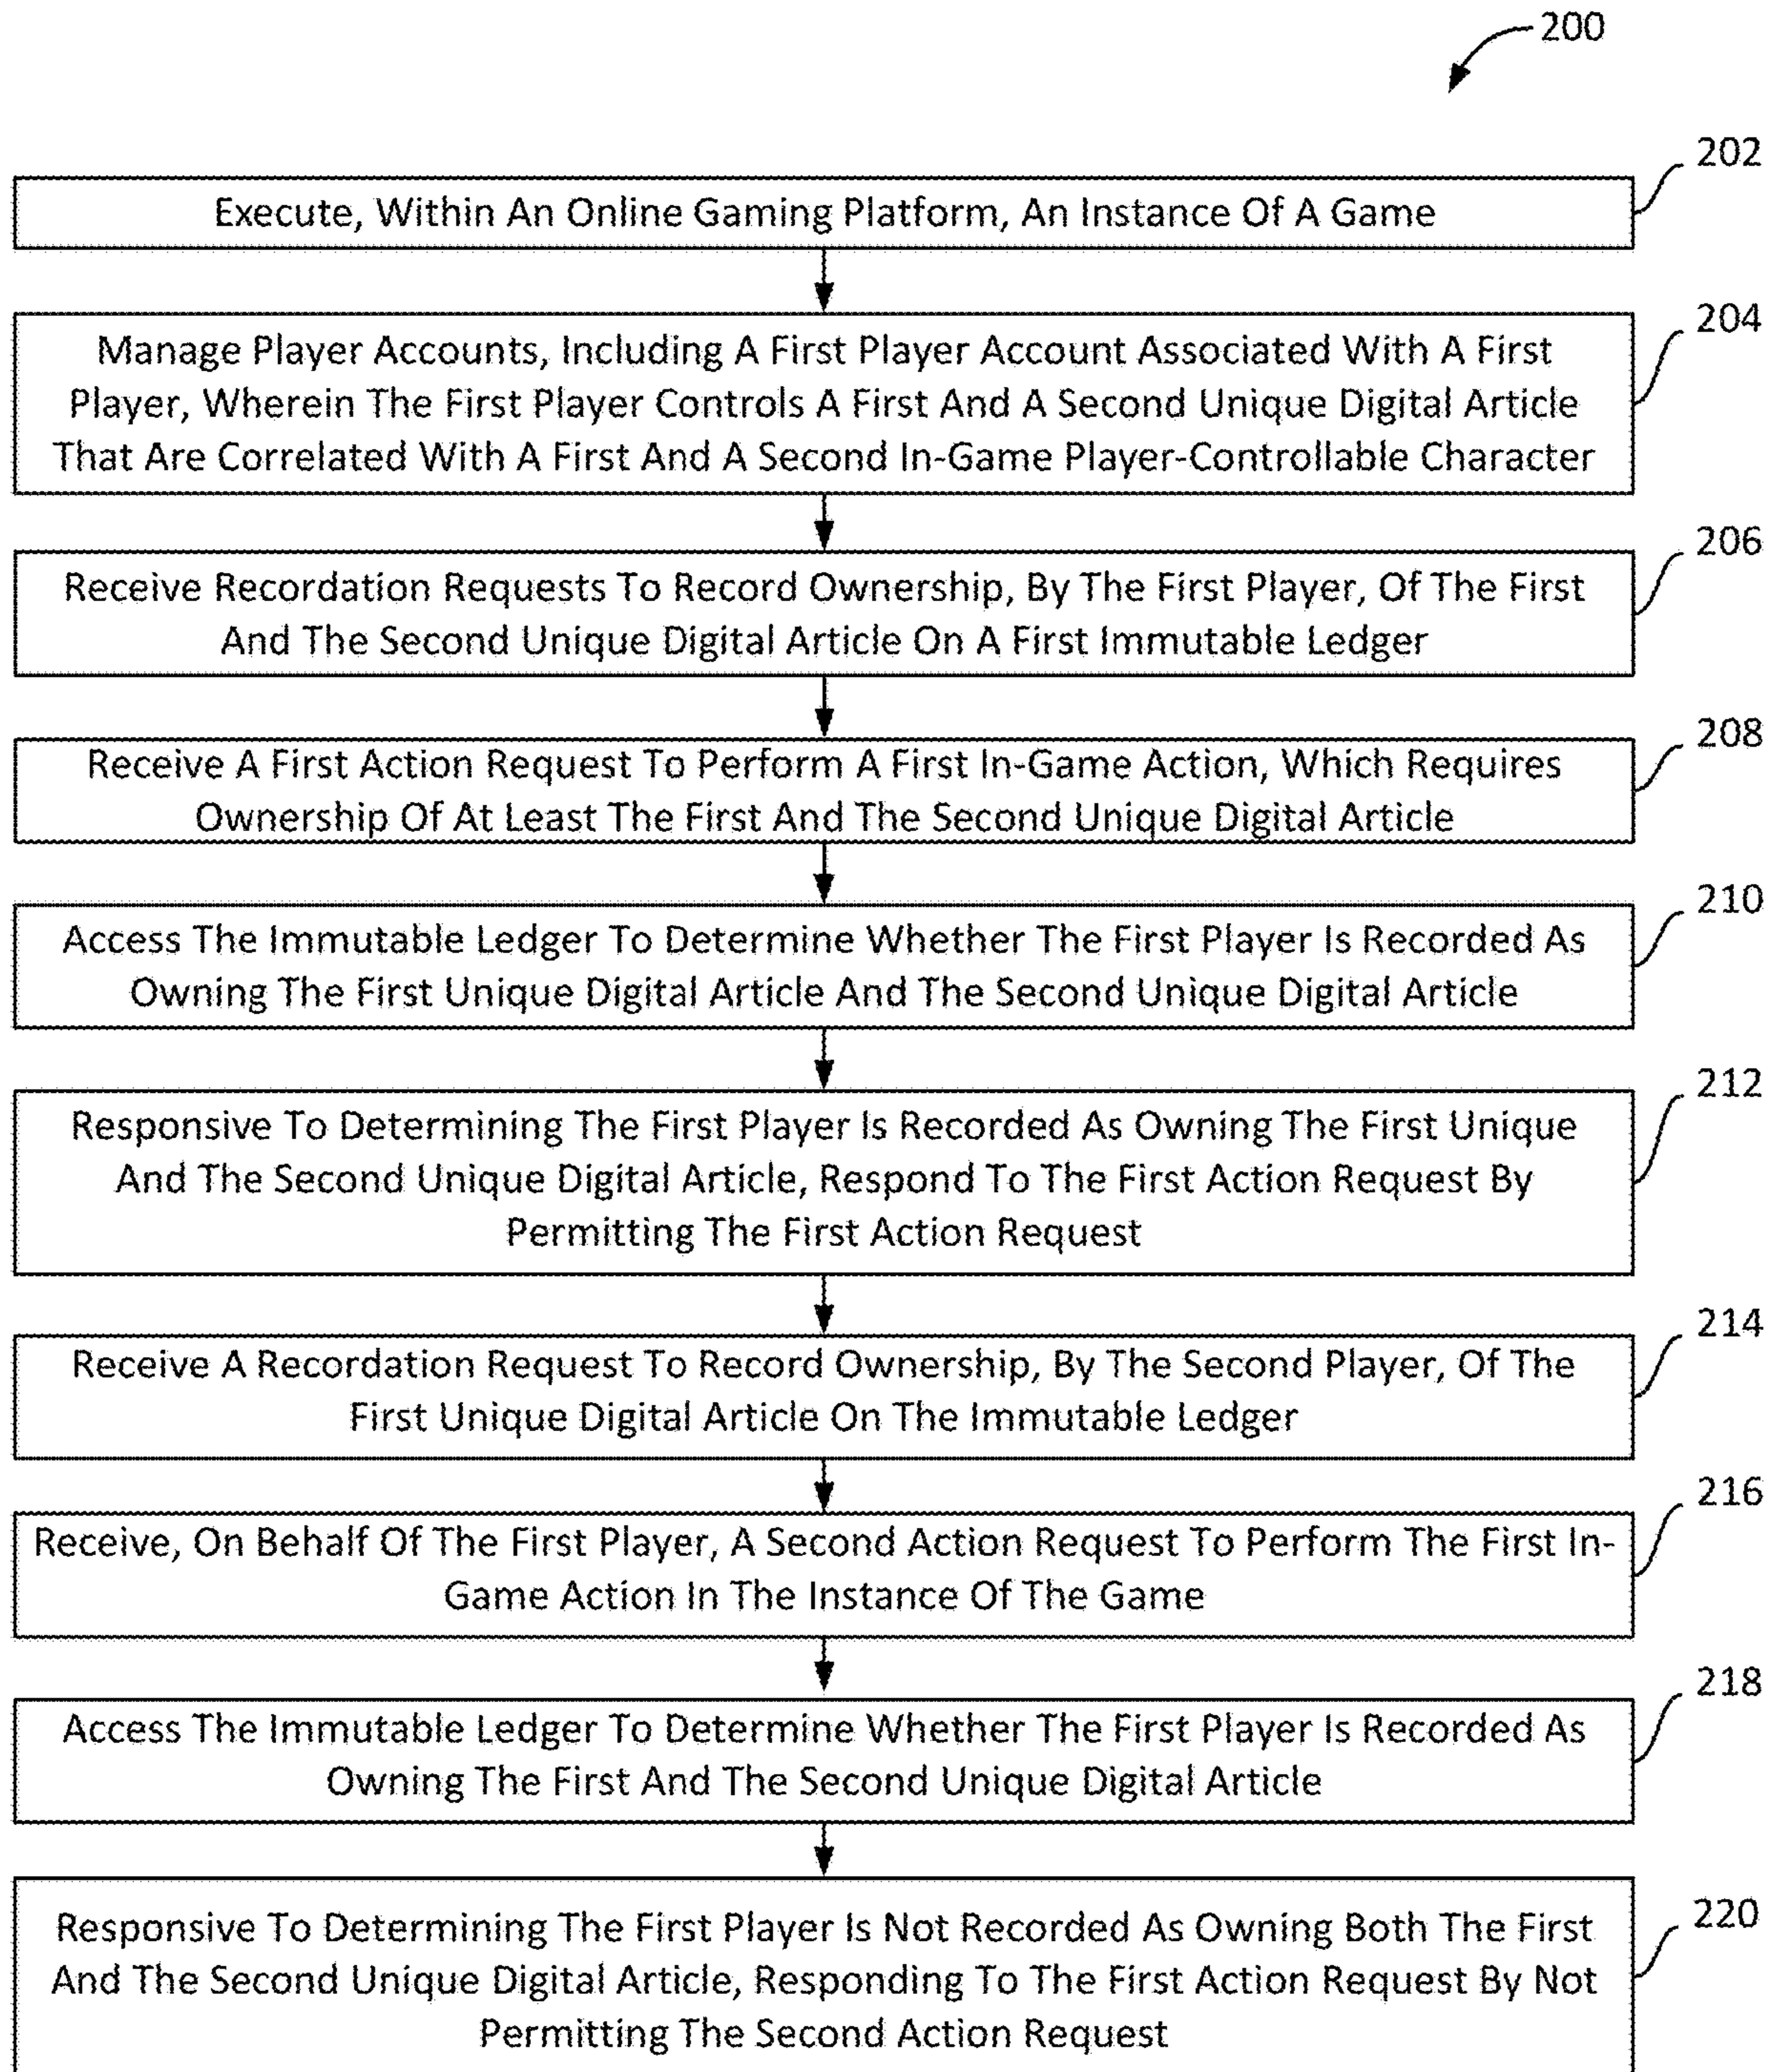 200
202
Execute, Within An Online Gaming Platform, An Instance Of A Game
204
Manage Player Accounts, Including A First Player Account Associated With A First
Player, Wherein The First Player Controls A First And A Second Unique Digital Article
That Are Correlated With A First And A Second In-Game Player-Controllable Character
206
Receive Recordation Requests To Record Ownership, By The First Player, Of The First
And The Second Unique Digital Article On A First Immutable Ledger
208
Receive A First Action Request To Perform A First In-Game Action, Which Requires
Ownership Of At Least The First And The Second Unique Digital Article
210
Access The Immutable Ledger To Determine Whether The First Player Is Recorded As
Owning The First Unique Digital Article And The Second Unique Digital Article
212
Responsive To Determining The First Player Is Recorded As Owning The First Unique
And The Second Unique Digital Article, Respond To The First Action Request By
Permitting The First Action Request
214
Receive A Recordation Request To Record Ownership, By The Second Player, Of The
First Unique Digital Article On The Immutable Ledger
216
Receive, On Behalf Of The First Player, A Second Action Request To Perform The First In-
Game Action In The Instance Of The Game
218
Access The Immutable Ledger To Determine Whether The First Player Is Recorded As
Owning The First And The Second Unique Digital Article
220
Responsive To Determining The First Player Is Not Recorded As Owning Both The First
And The Second Unique Digital Article, Responding To The First Action Request By Not
Permitting The Second Action Request